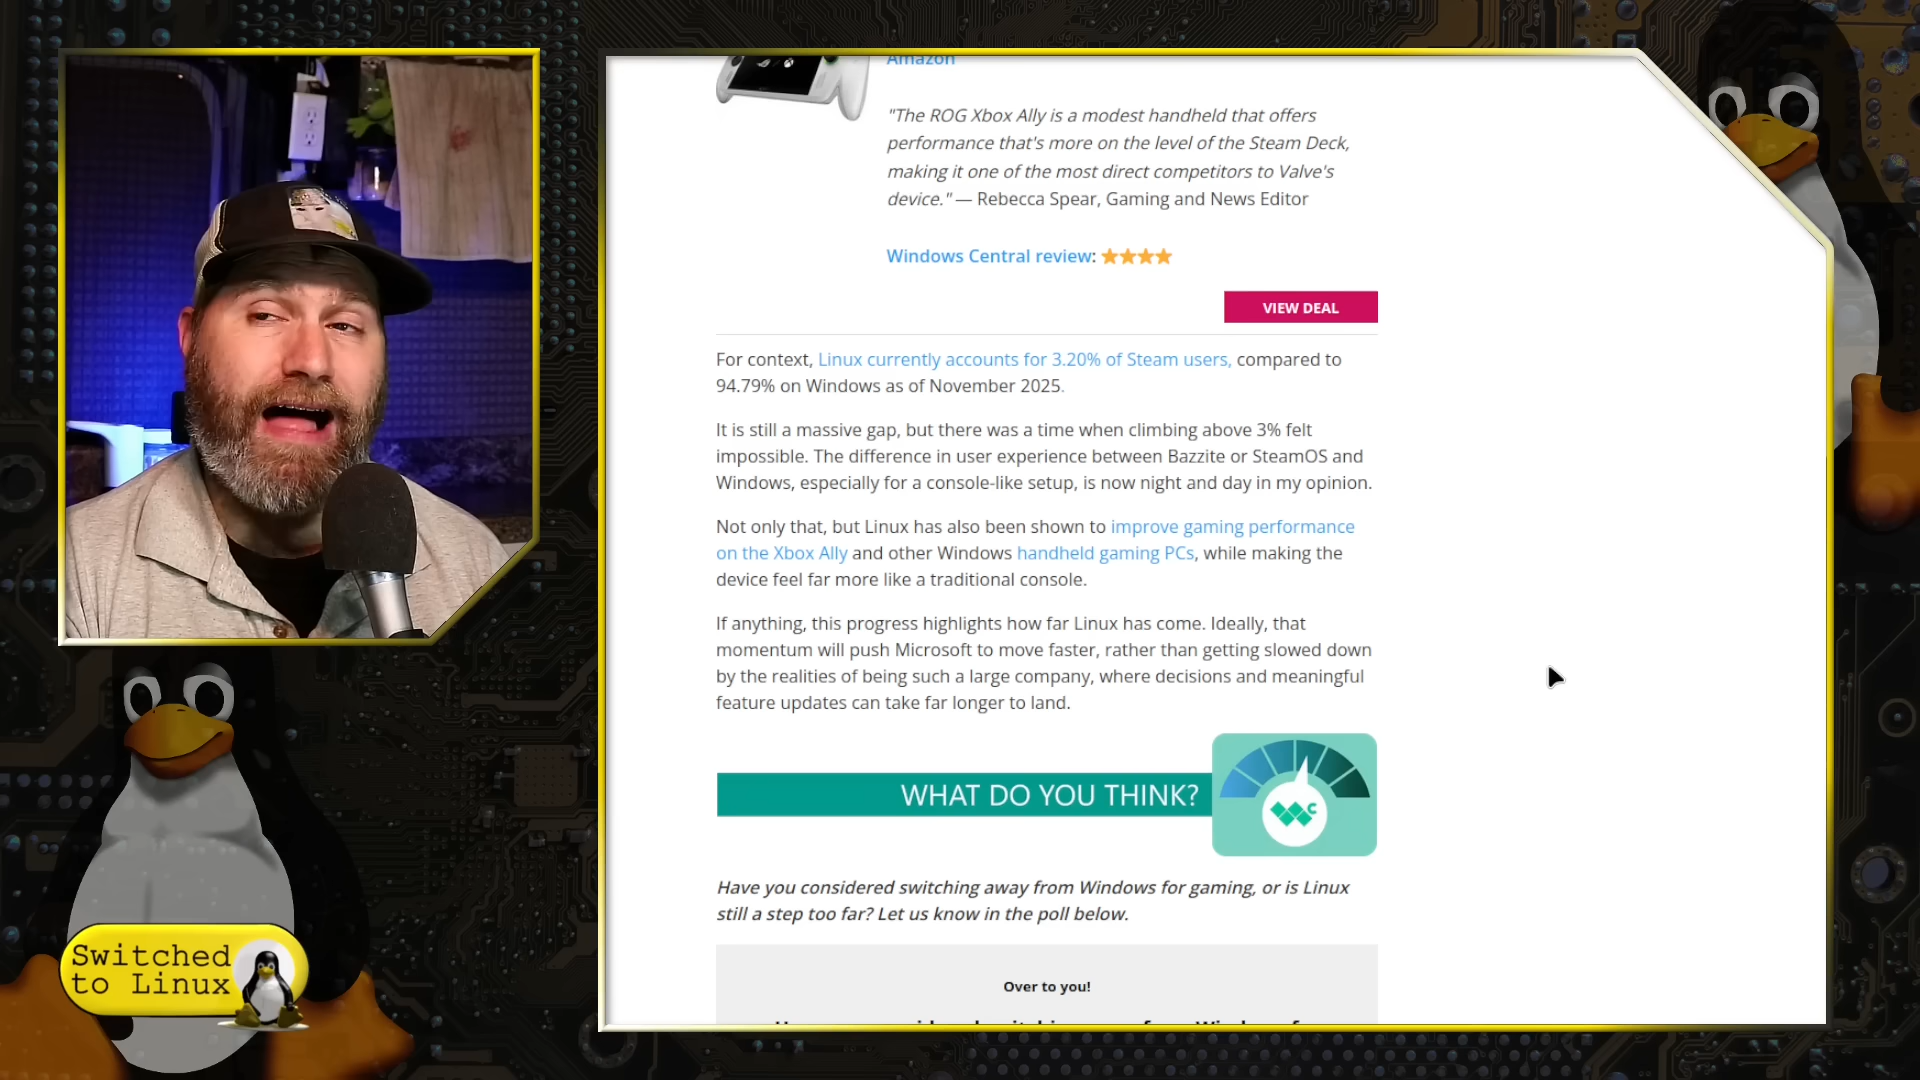 Amazon
"The ROG Xbox Ally is a modest handheld that offers
performance that's more on the level of the Steam Deck,
making it one of the most direct competitors to Valve's
device." — Rebecca Spear, Gaming and News Editor
Windows Central review: ★★★★
VIEW DEAL
For context, Linux currently accounts for 3.20% of Steam users, compared to
94.79% on Windows as of November 2025.
It is still a massive gap, but there was a time when climbing above 3% felt
impossible. The difference in user experience between Bazzite or SteamOS and
Windows, especially for a console-like setup, is now night and day in my opinion.
Not only that, but Linux has also been shown to improve gaming performance
on the Xbox Ally and other Windows handheld gaming PCs, while making the
device feel far more like a traditional console.
If anything, this progress highlights how far Linux has come. Ideally, that
momentum will push Microsoft to move faster, rather than getting slowed down
by the realities of being such a large company, where decisions and meaningful
feature updates can take far longer to land.
WHAT DO YOU THINK?
Have you considered switching away from Windows for gaming, or is Linux
still a step too far? Let us know in the poll below.
Over to you!
Switched
to Linux